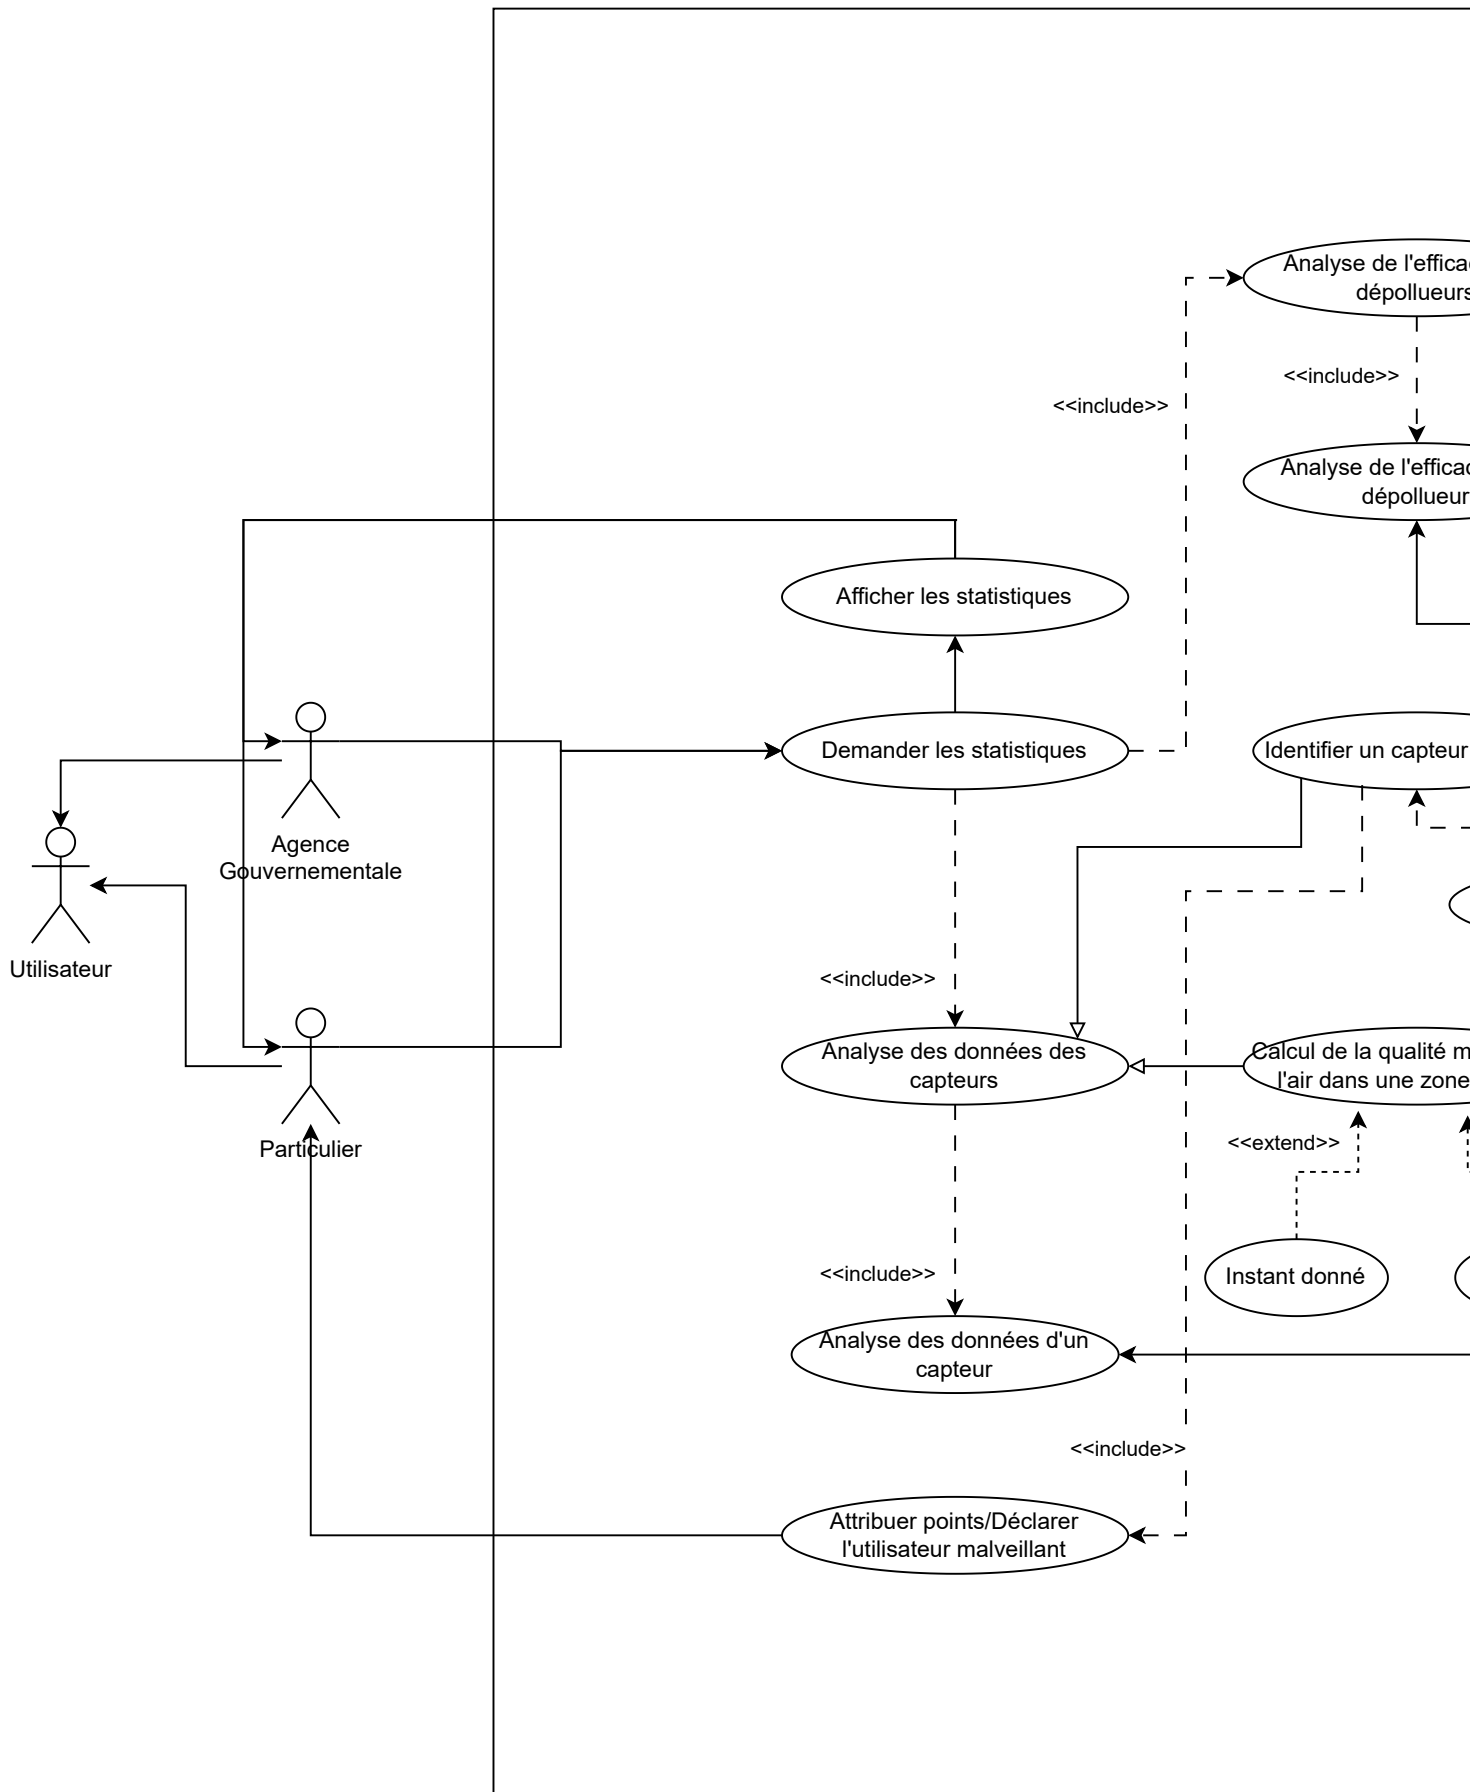 Analyse de l'effica
dépollueurs
<<include>>
<<include>>
Analyse de l'effica
dépollueur
Afficher les statistiques
Demander les statistiques
Identifier un capteur
Agence
Gouvernementale
Utilisateur
<<include>>
Analyse des données des
capteurs
Calcul de la qualité m
l'air dans une zone
Particulier
<<extend>>
<<include>>
Instant donné
Analyse des données d'un
capteur
<<include>>
Attribuer points/Déclarer
l'utilisateur malveillant